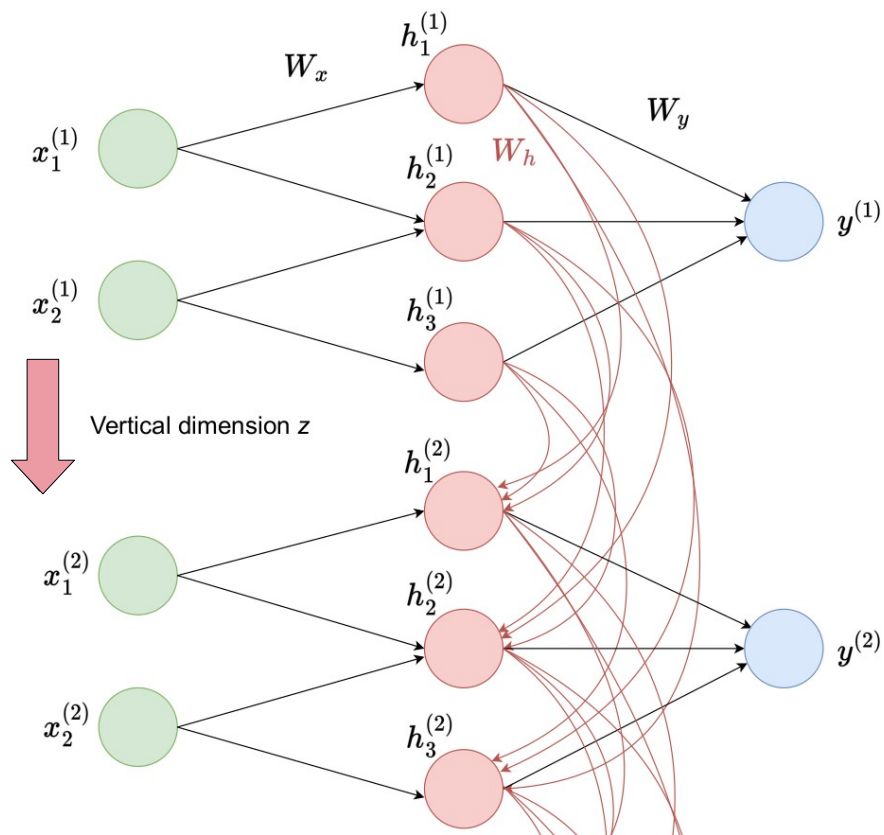 h_1^{(1)}
W_x
W_y
x_1^{(1)}
W_h
h_2^{(1)}
y^{(1)}
x_2^{(1)}
h_3^{(1)}
Vertical dimension z
h_1^{(2)}
x_1^{(2)}
h_2^{(2)}
y^{(2)}
x_2^{(2)}
h_3^{(2)}